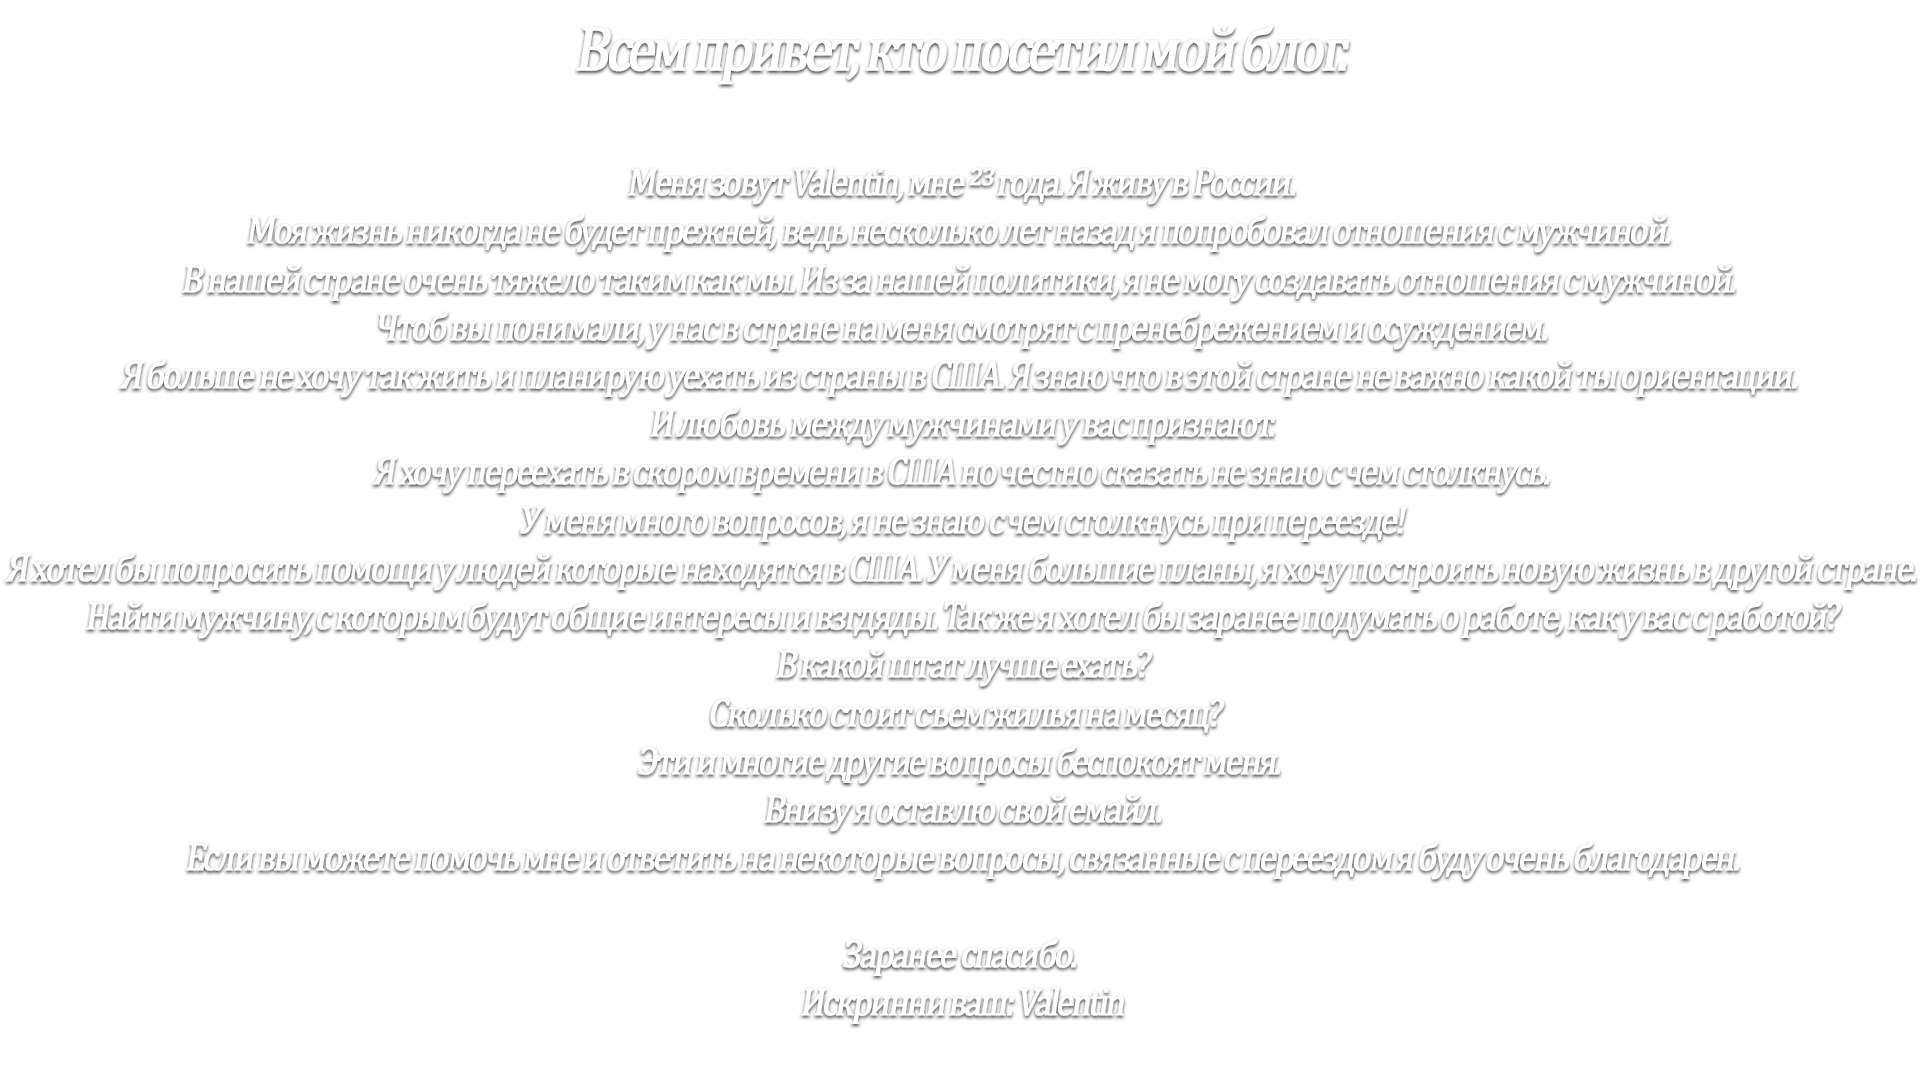 Всем привет, кто посетил мой блог.
Меня зовут Valentin, мне 23 года. Я живу в России.
Моя жизнь никогда не будет прежней, ведь несколько лет назад я попробовал отношения с мужчиной.
В нашей стране очень тяжело таким как мы. Из за нашей политики, я не могу создавать отношения с мужчиной.
Чтоб вы понимали, у нас в стране на меня смотрят с пренебрежением и осуждением.
Я больше не хочу так жить и планирую уехать из страны в США. Я знаю что в этой стране не важно какой ты ориентации.
И любовь между мужчинами у вас признают.
Я хочу переехать в скором времени в США но честно сказать не знаю с чем столкнусь.
У меня много вопросов, я не знаю с чем столкнусь при переезде!
Я хотел бы попросить помощи у людей которые находятся в США. У меня большие планы, я хочу построить новую жизнь в другой стране.
Найти мужчину, с которым будут общие интересы и взгдяды. Так же я хотел бы заранее подумать о работе, как у вас с работой?
В какой штат лучше ехать?
Сколько стоит сьем жилья на месяц?
Эти и многие другие вопросы беспокоят меня.
Внизу я оставлю свой емайл.
Если вы можете помочь мне и ответить на некоторые вопросы, связанные с переездом я буду очень благодарен.
Заранее спасибо.
Искринни ваш: Valentin